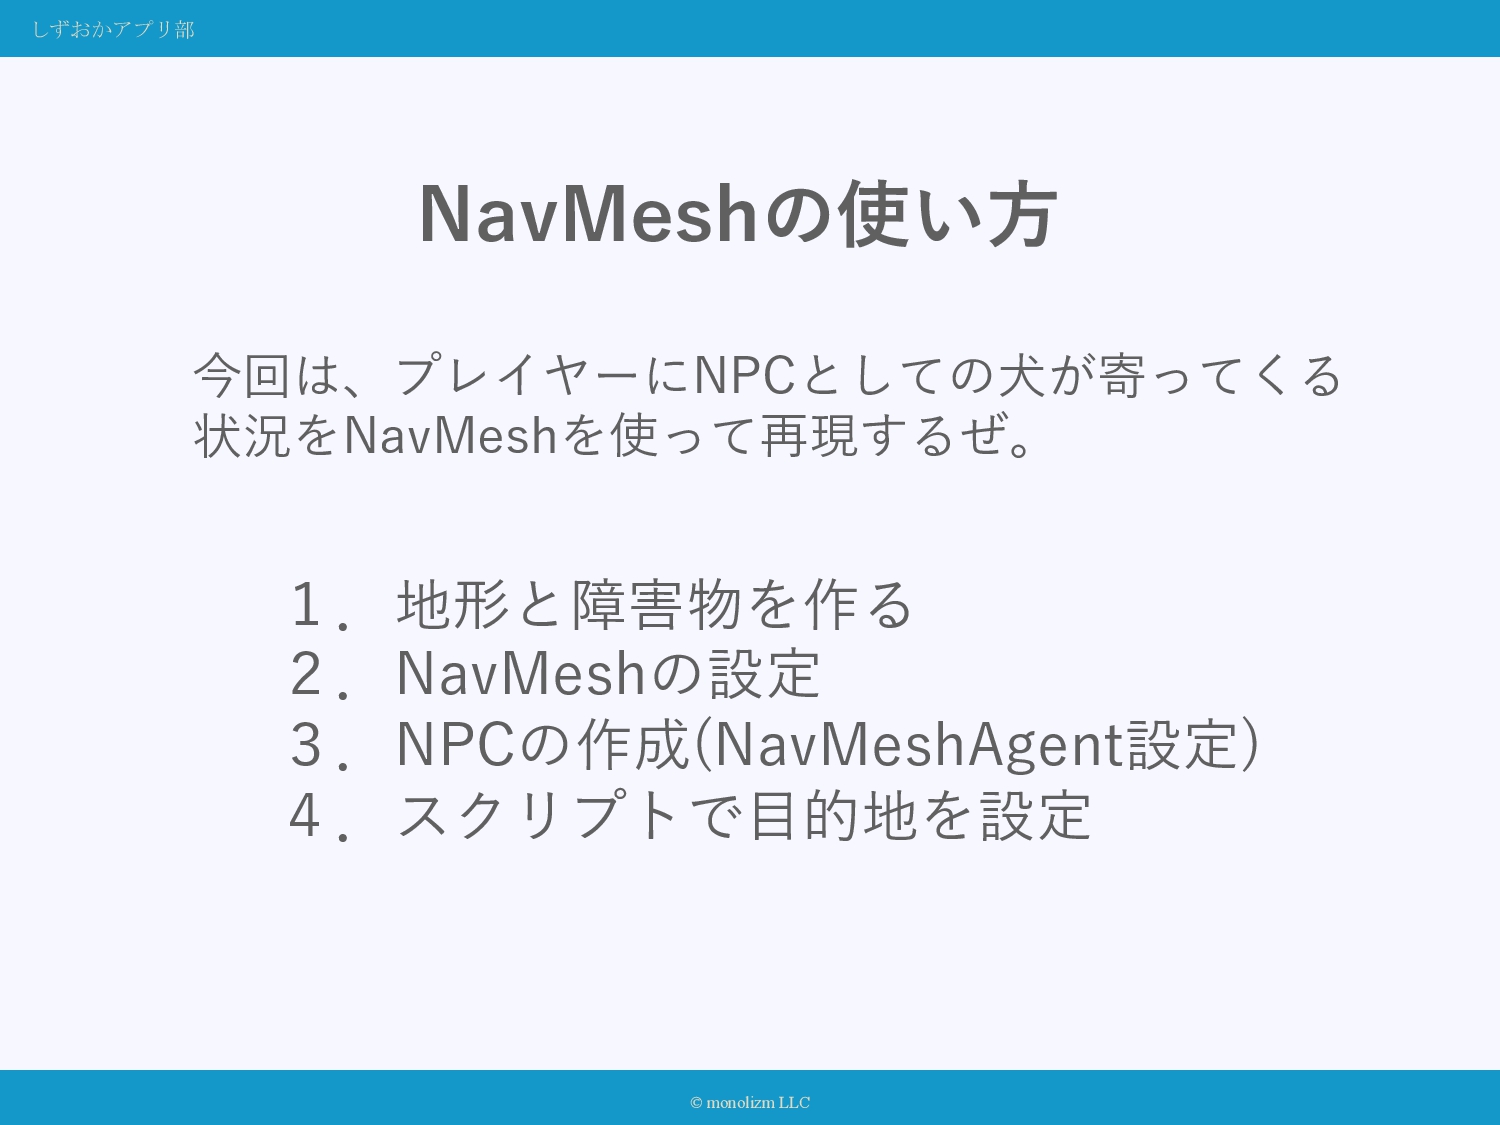 しずおかアプリ部
NavMeshの使い方
今回は、プレイヤーにNPCとしての犬が寄ってくる
状況をNavMeshを使って再現するぜ。
1．地形と障害物を作る
2．NavMeshの設定
3．NPCの作成(NavMeshAgent設定)
4．スクリプトで目的地を設定
© monolizm LLC